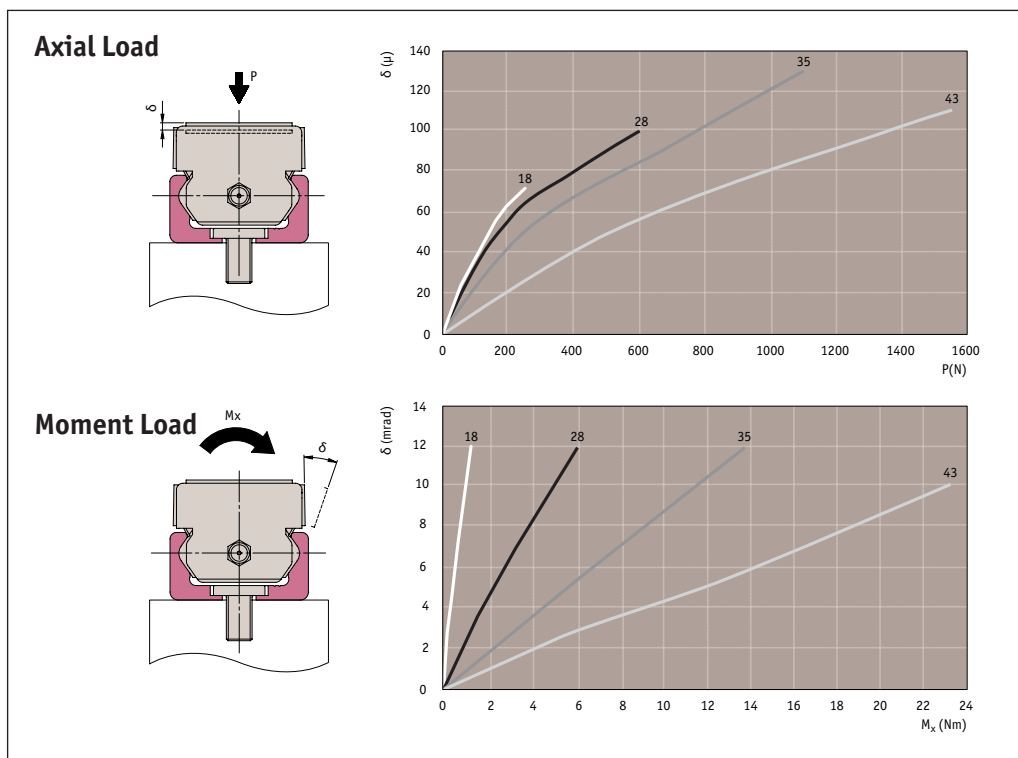 Axial Load
P
δ
δ (μ)
140
120
100
80
60
40
20
0
18
28
35
43
0 200 400 600 800 1000 1200 1400 1600
P(N)
Moment Load
Mx
δ
δ (mrad)
14
12
10
8
6
4
2
0
18
28
35
43
0 2 4 6 8 10 12 14 16 18 20 22 24
Mx (Nm)